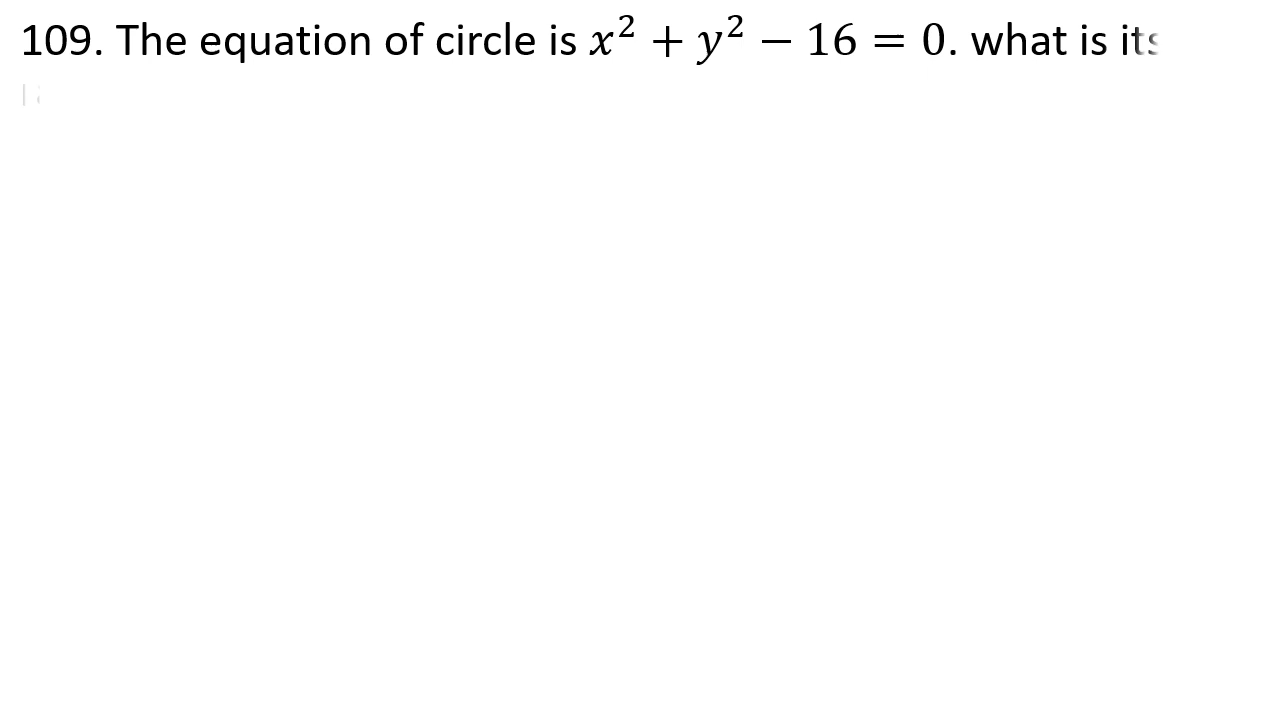 109. The equation of circle is x² + y² − 16 = 0. what is its